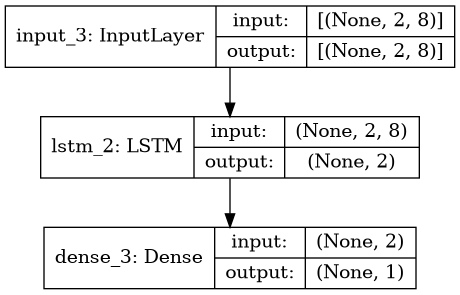 input_3: InputLayer
input:
[(None, 2, 8)]
output:
[(None, 2, 8)]
lstm_2: LSTM
input:
(None, 2, 8)
output:
(None, 2)
dense_3: Dense
input:
(None, 2)
output:
(None, 1)